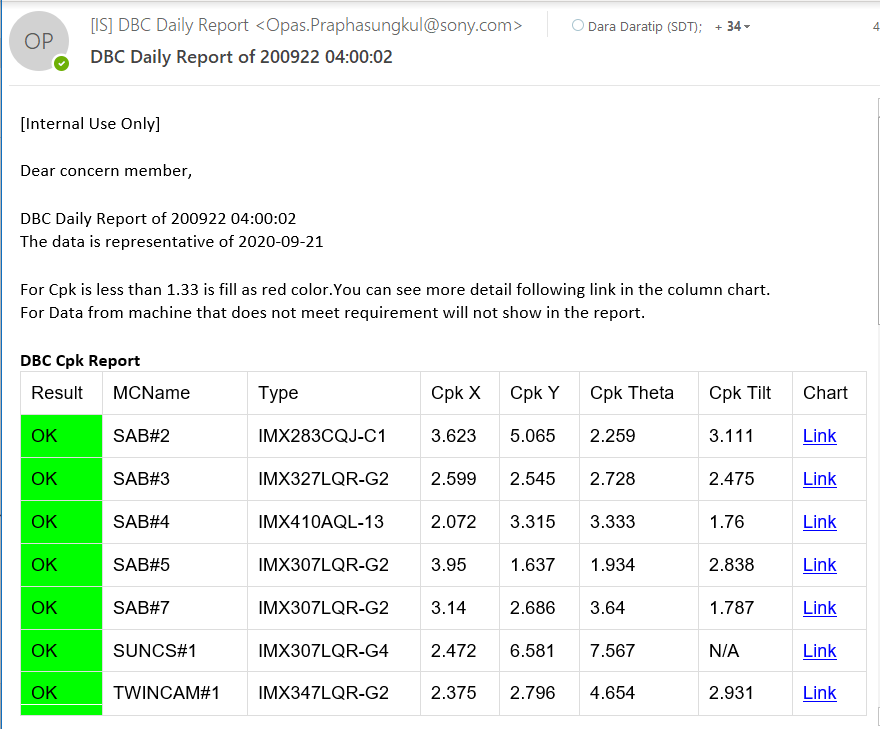 OP
[IS] DBC Daily Report <Opas.Praphasungkul@sony.com>
Dara Daratip (SDT);
+ 34
4
DBC Daily Report of 200922 04:00:02
[Internal Use Only]
Dear concern member,
DBC Daily Report of 200922 04:00:02
The data is representative of 2020-09-21
For Cpk is less than 1.33 is fill as red color.You can see more detail following link in the column chart.
For Data from machine that does not meet requirement will not show in the report.
DBC Cpk Report
Result MCName Type Cpk X Cpk Y Cpk Theta Cpk Tilt Chart
OK SAB#2 IMX283CQJ-C1 3.623 5.065 2.259 3.111 Link
OK SAB#3 IMX327LQR-G2 2.599 2.545 2.728 2.475 Link
OK SAB#4 IMX410AQL-13 2.072 3.315 3.333 1.76 Link
OK SAB#5 IMX307LQR-G2 3.95 1.637 1.934 2.838 Link
OK SAB#7 IMX307LQR-G2 3.14 2.686 3.64 1.787 Link
OK SUNCS#1 IMX307LQR-G4 2.472 6.581 7.567 N/A Link
OK TWINCAM#1 IMX347LQR-G2 2.375 2.796 4.654 2.931 Link